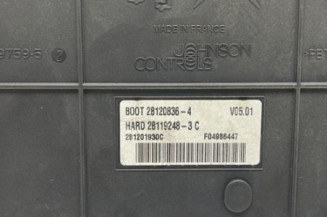 MADE IN FRANCE
JOHNSON
CONTROLS
BOOT 28120836-4 V05.01
HARD 28119248-3 C
281201930C F04986447